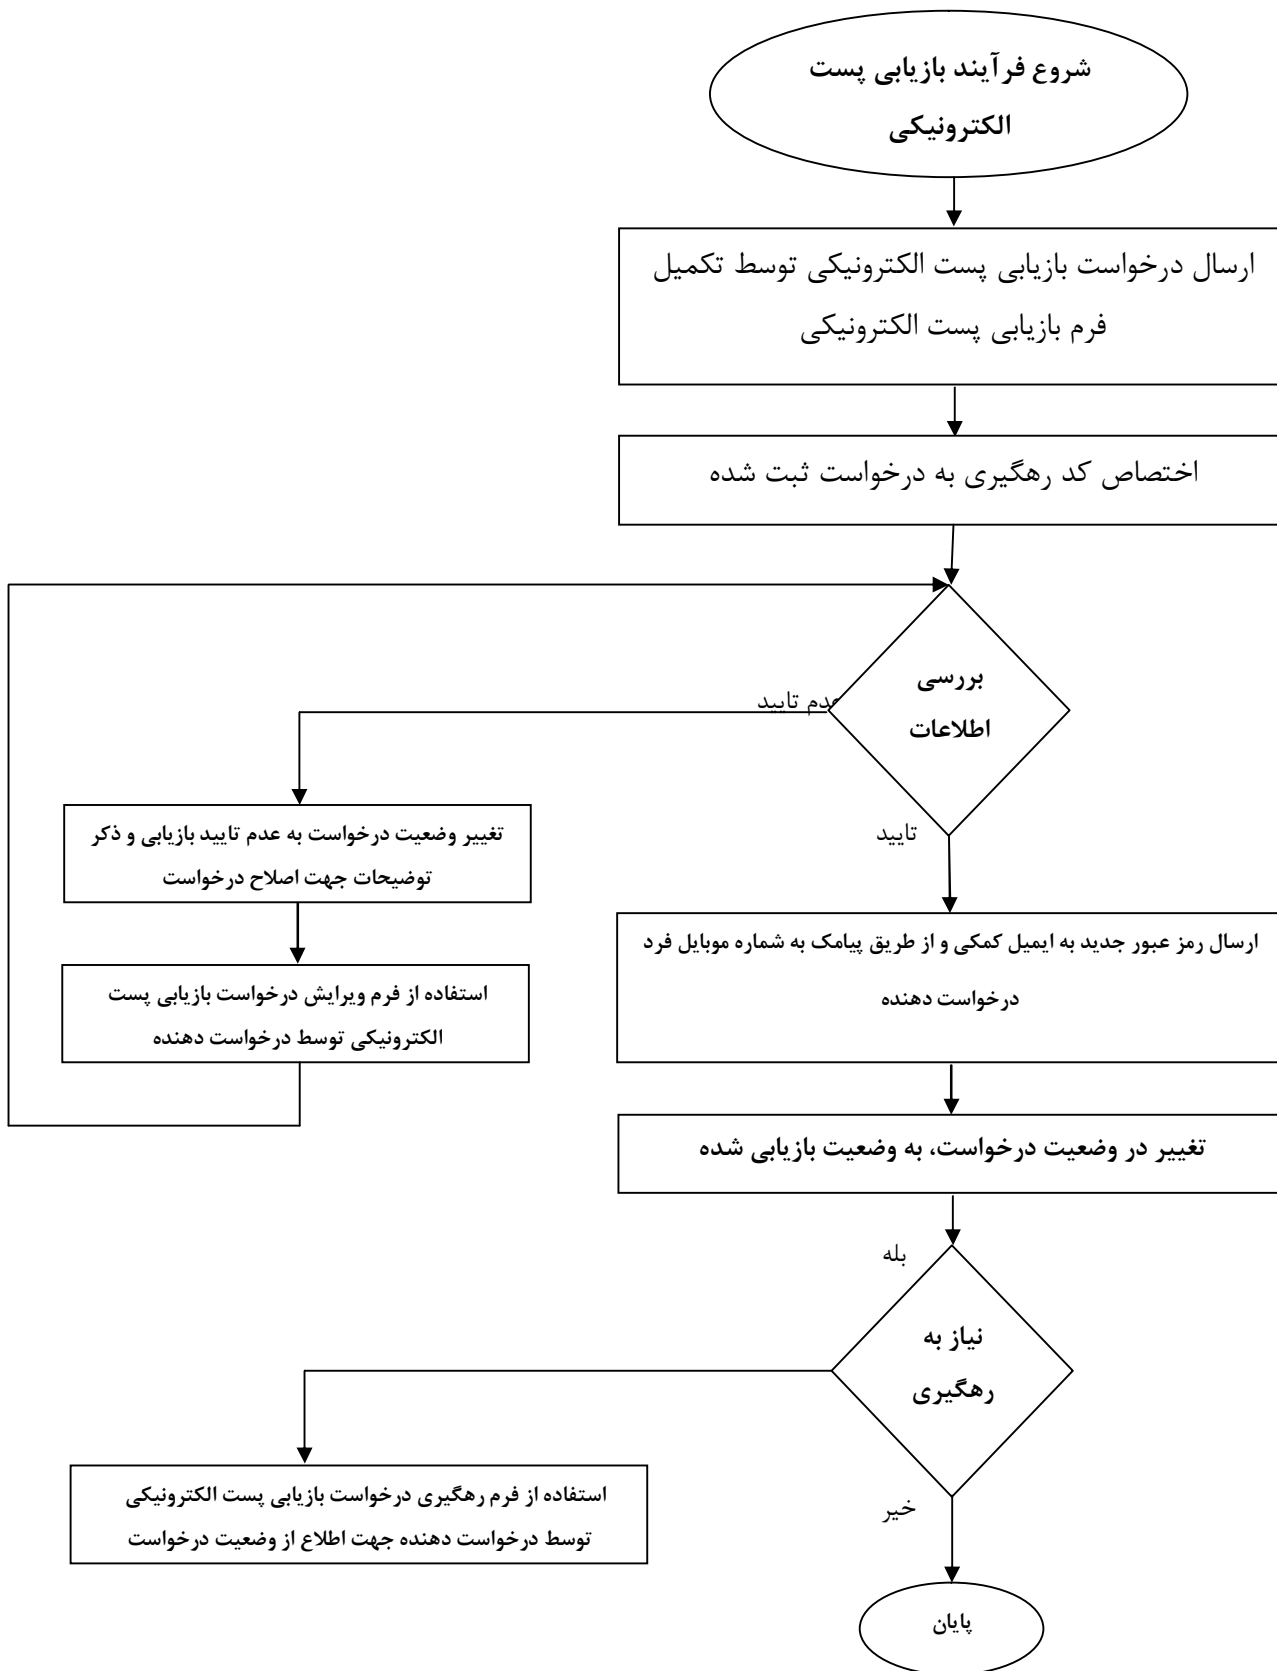 شروع فرآیند بازیابی پست
الکترونیکی
ارسال درخواست بازیابی پست الکترونیکی توسط تکمیل
فرم بازیابی پست الکترونیکی
اختصاص کد رهگیری به درخواست ثبت شده
بررسی
اطلاعات
عدم تایید
تایید
تغییر وضعیت درخواست به عدم تایید بازیابی و ذکر
توضیحات جهت اصلاح درخواست
استفاده از فرم ویرایش درخواست بازیابی پست
الکترونیکی توسط درخواست دهنده
ارسال رمز عبور جدید به ایمیل کمکی و از طریق پیامک به شماره موبایل فرد
درخواست دهنده
تغییر در وضعیت درخواست، به وضعیت بازیابی شده
بله
نیاز به
رهگیری
خیر
استفاده از فرم رهگیری درخواست بازیابی پست الکترونیکی
توسط درخواست دهنده جهت اطلاع از وضعیت درخواست
پایان